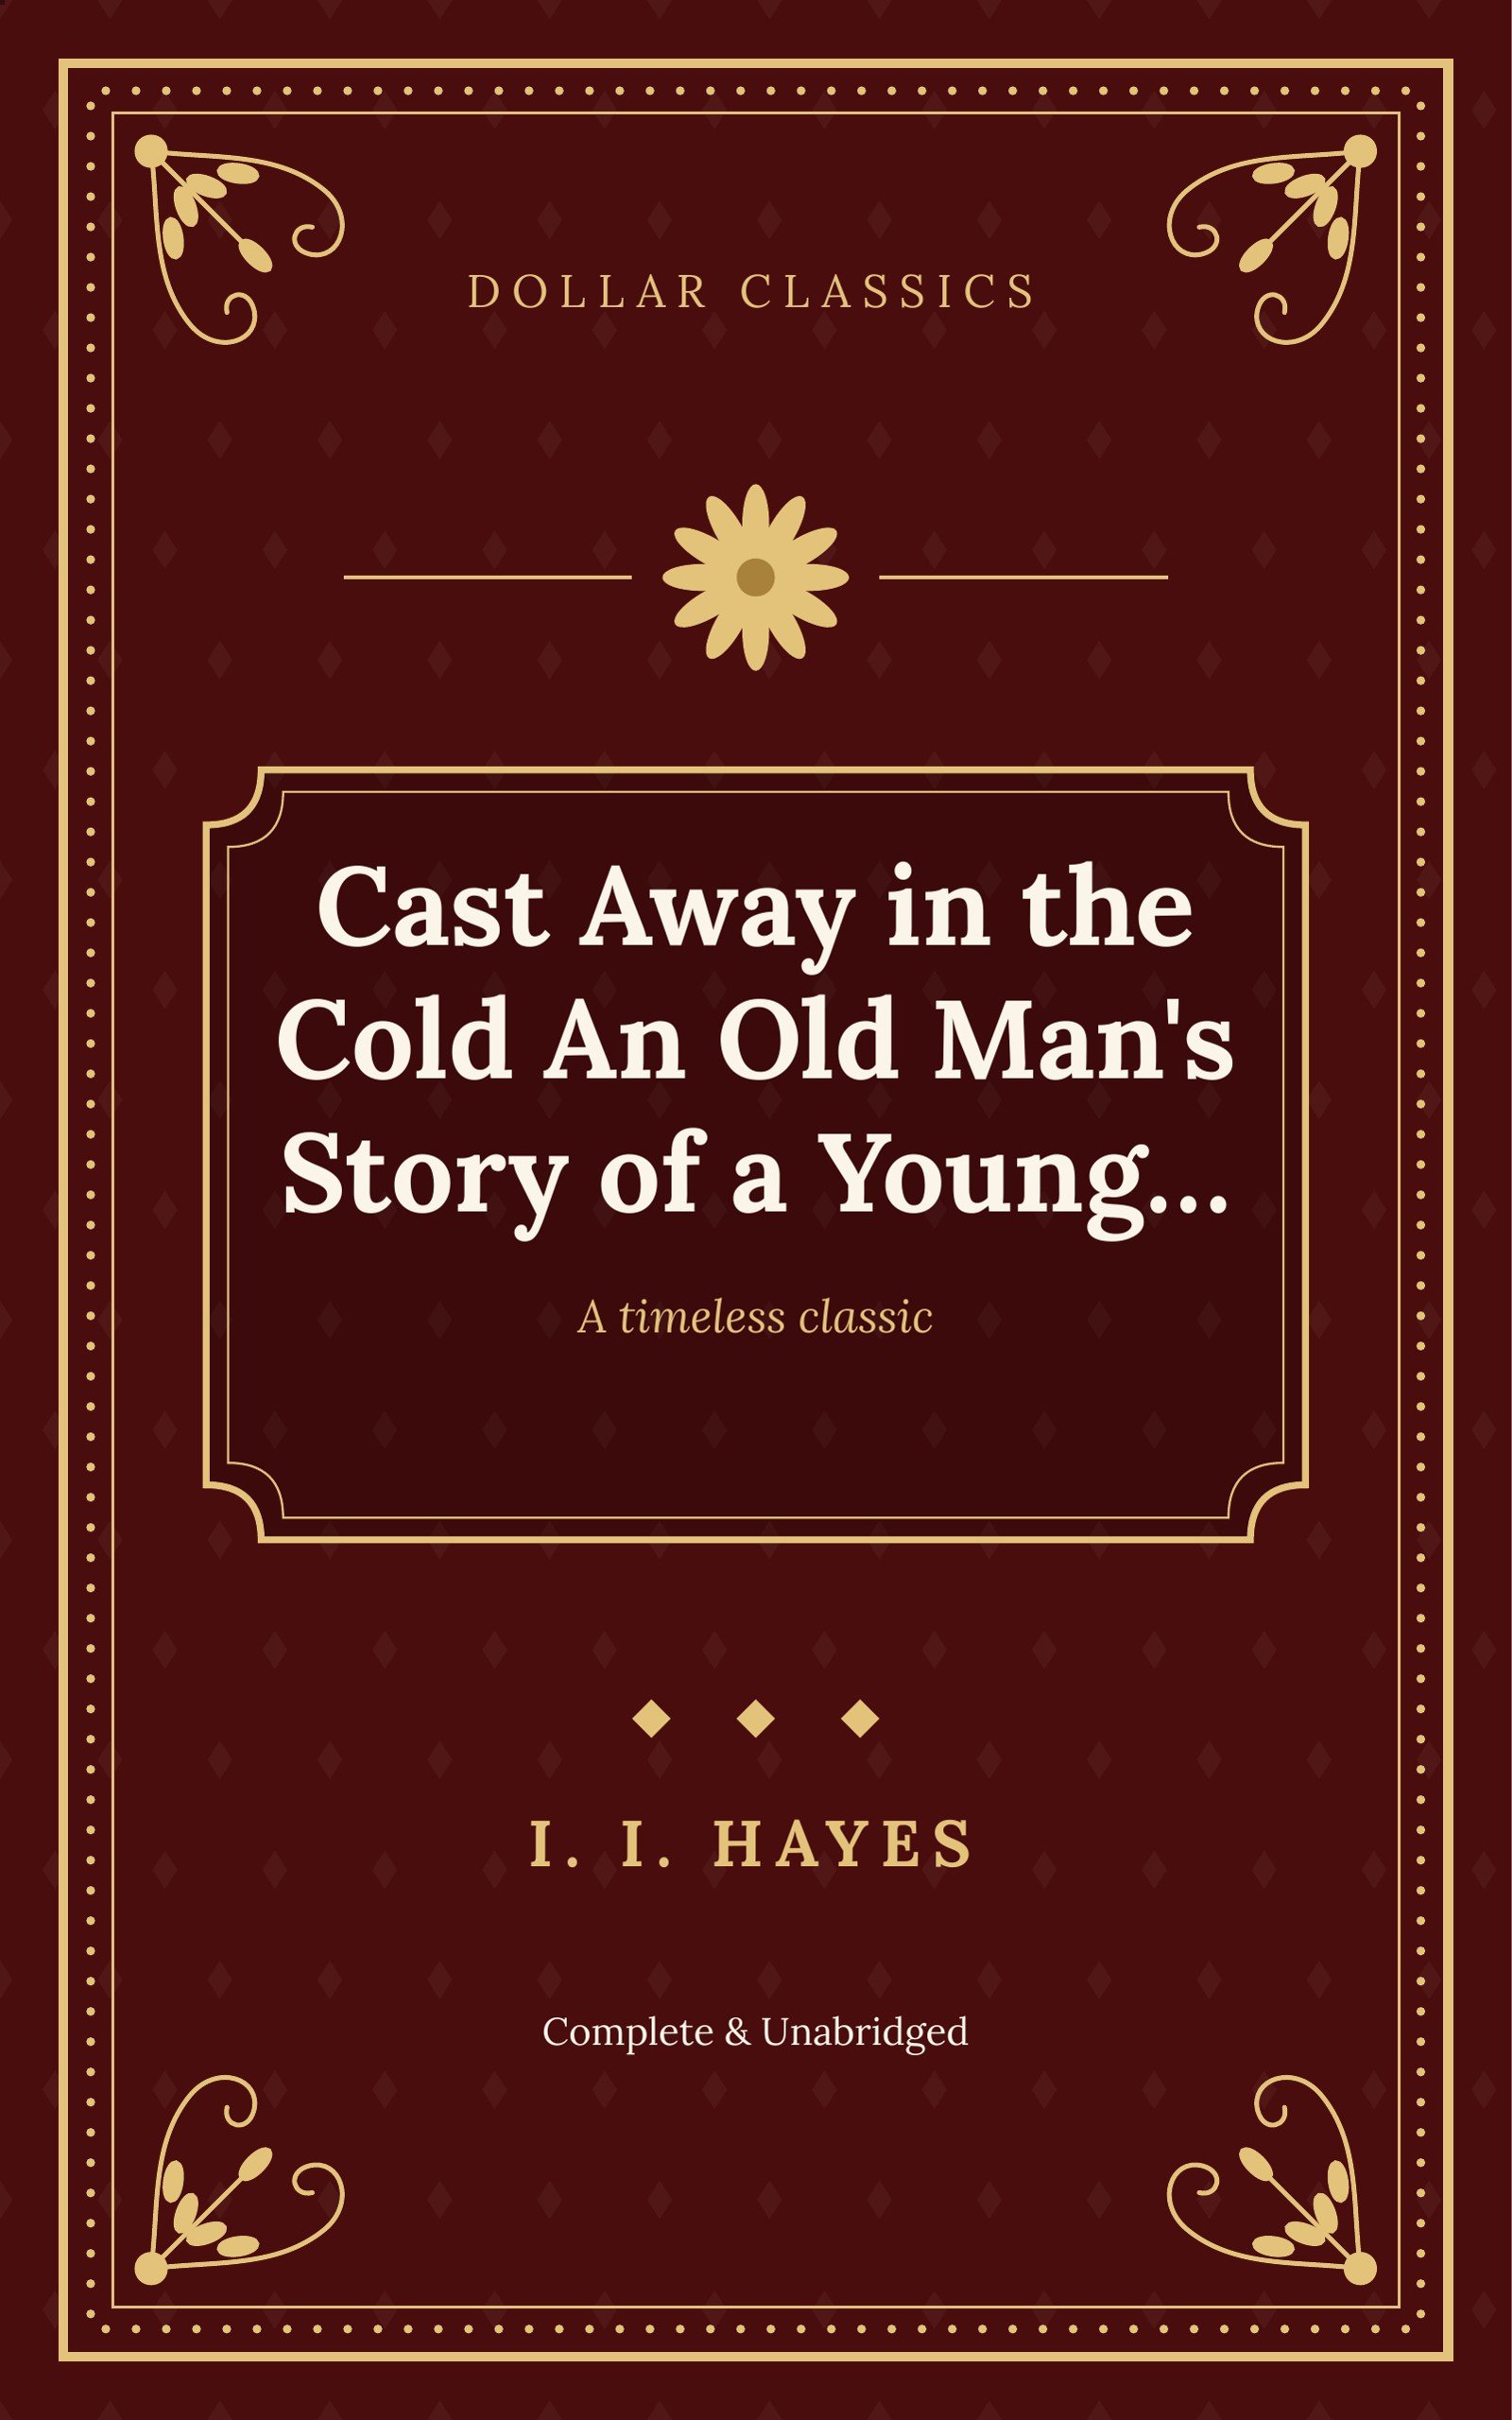 DOLLAR CLASSICS
Cast Away in the
Cold An Old Man's
Story of a Young...
A timeless classic
I. I. HAYES
Complete & Unabridged